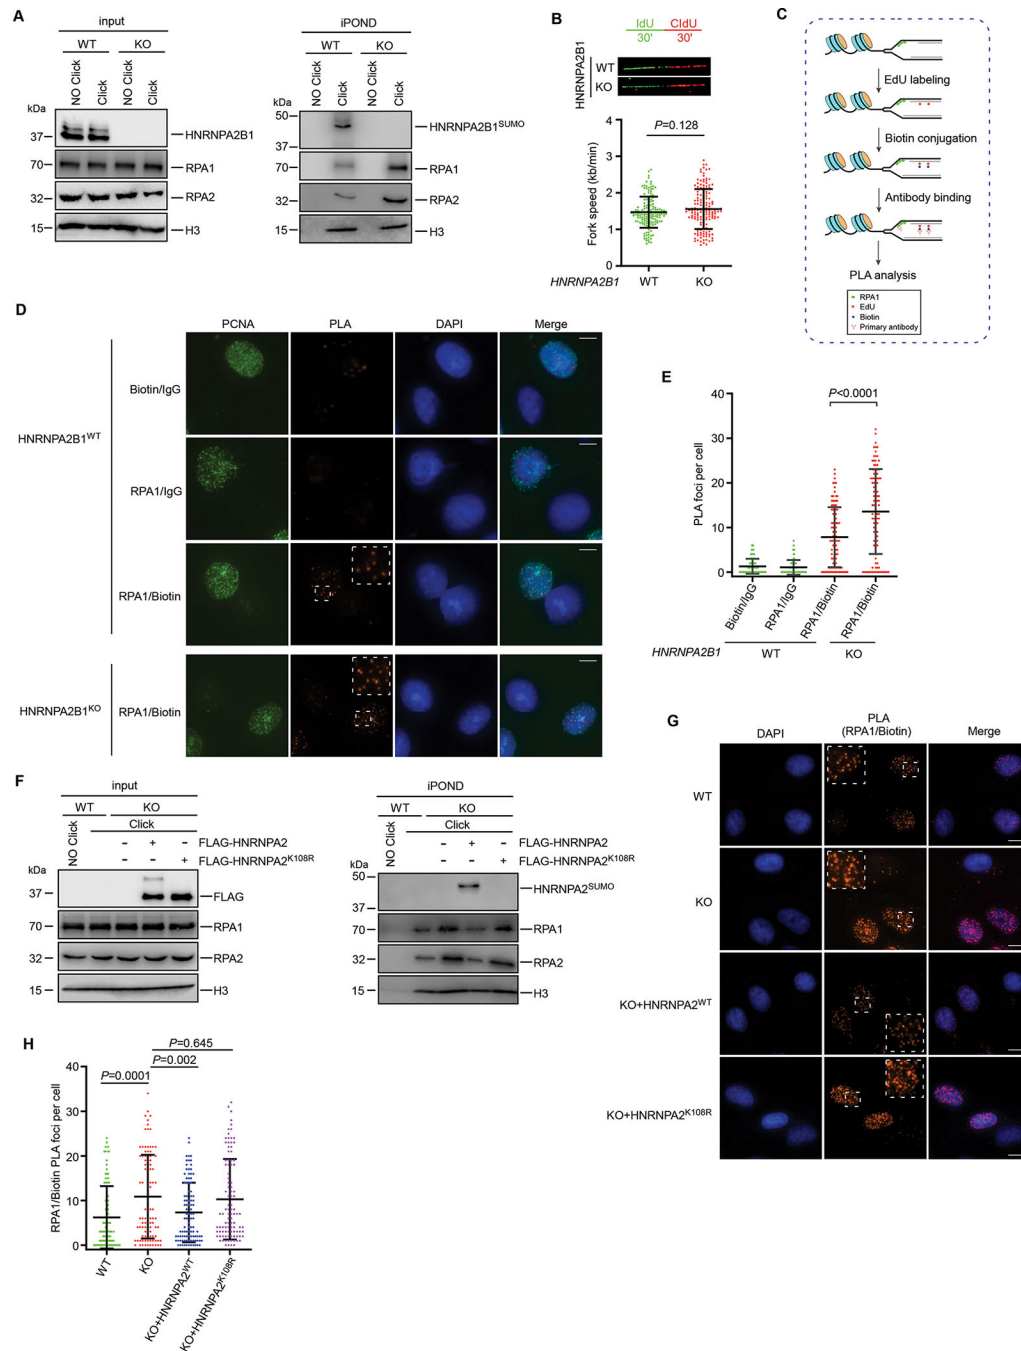 A
input
WT KO
NO Click Click NO Click Click
kDa
37
HNRNPA2B1
70
RPA1
32
RPA2
15
H3
iPOND
WT KO
NO Click Click NO Click Click
kDa
50
37
HNRNPA2B1SUMO
70
RPA1
32
RPA2
15
H3
B
IdU CIdU
30' 30'
HNRNPA2B1
WT
KO
P=0.128
Fork speed (kb/min)
4
3
2
1
0
HNRNPA2B1 WT KO
C
EdU labeling
Biotin conjugation
Antibody binding
PLA analysis
RPA1
EdU
Biotin
Primary antibody
D
PCNA PLA DAPI Merge
HNRNPA2B1WT
Biotin/IgG
RPA1/IgG
RPA1/Biotin
HNRNPA2B1KO
RPA1/Biotin
E
P<0.0001
PLA foci per cell
40
30
20
10
0
Biotin/IgG RPA1/IgG RPA1/Biotin RPA1/Biotin
HNRNPA2B1 WT KO
F
input
WT KO
NO Click Click
- - + FLAG-HNRNPA2
- - + FLAG-HNRNPA2K108R
kDa
37
FLAG
70
RPA1
32
RPA2
15
H3
iPOND
WT KO
NO Click Click
- - + - FLAG-HNRNPA2
- - - + FLAG-HNRNPA2K108R
kDa
50
37
HNRNPA2SUMO
70
RPA1
32
RPA2
15
H3
G
DAPI PLA (RPA1/Biotin) Merge
WT
KO
KO+HNRNPA2WT
KO+HNRNPA2K108R
H
P=0.645
P=0.002
P=0.0001
RPA1/Biotin PLA foci per cell
40
30
20
10
0
WT KO KO+HNRNPA2WT KO+HNRNPA2K108R